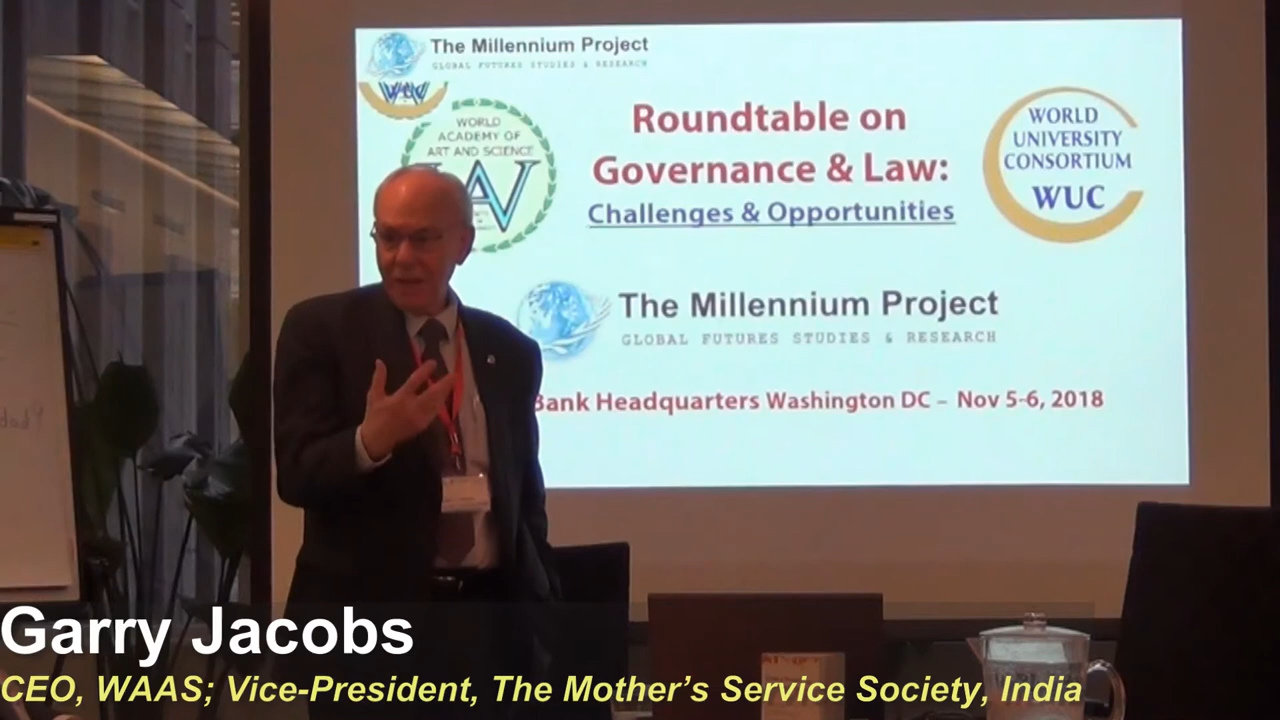 The Millennium Project
GLOBAL FUTURES STUDIES & RESEARCH
WUC
WORLD
ACADEMY OF
ART AND SCIENCE
Roundtable on
Governance & Law:
Challenges & Opportunities
WORLD
UNIVERSITY
CONSORTIUM
WUC
The Millennium Project
GLOBAL FUTURES STUDIES & RESEARCH
Bank Headquarters Washington DC – Nov 5-6, 2018
Garry Jacobs
CEO, WAAS; Vice-President, The Mother's Service Society, India